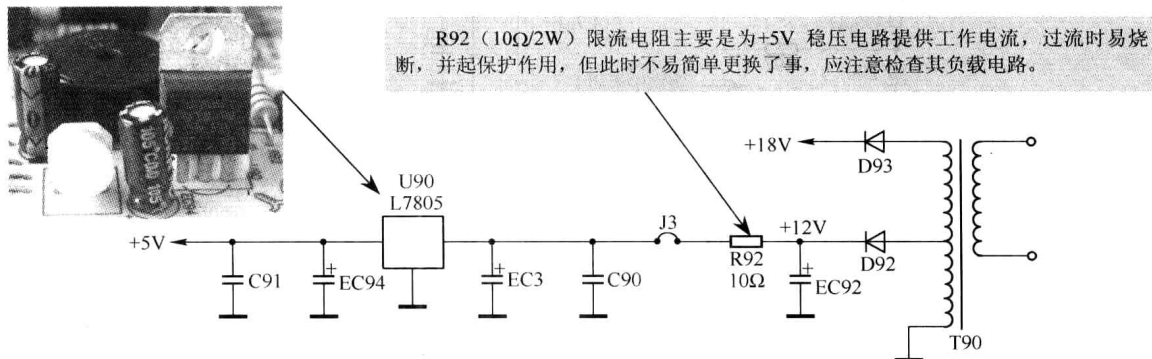 R92（10Ω/2W）限流电阻主要是为+5V 稳压电路提供工作电流，过流时易烧
断，并起保护作用，但此时不易简单更换了事，应注意检查其负载电路。
+18V
D93
U90
L7805
J3
+12V
+5V
R92
10Ω
D92
C91
+
EC94
+
EC3
C90
+
EC92
T90